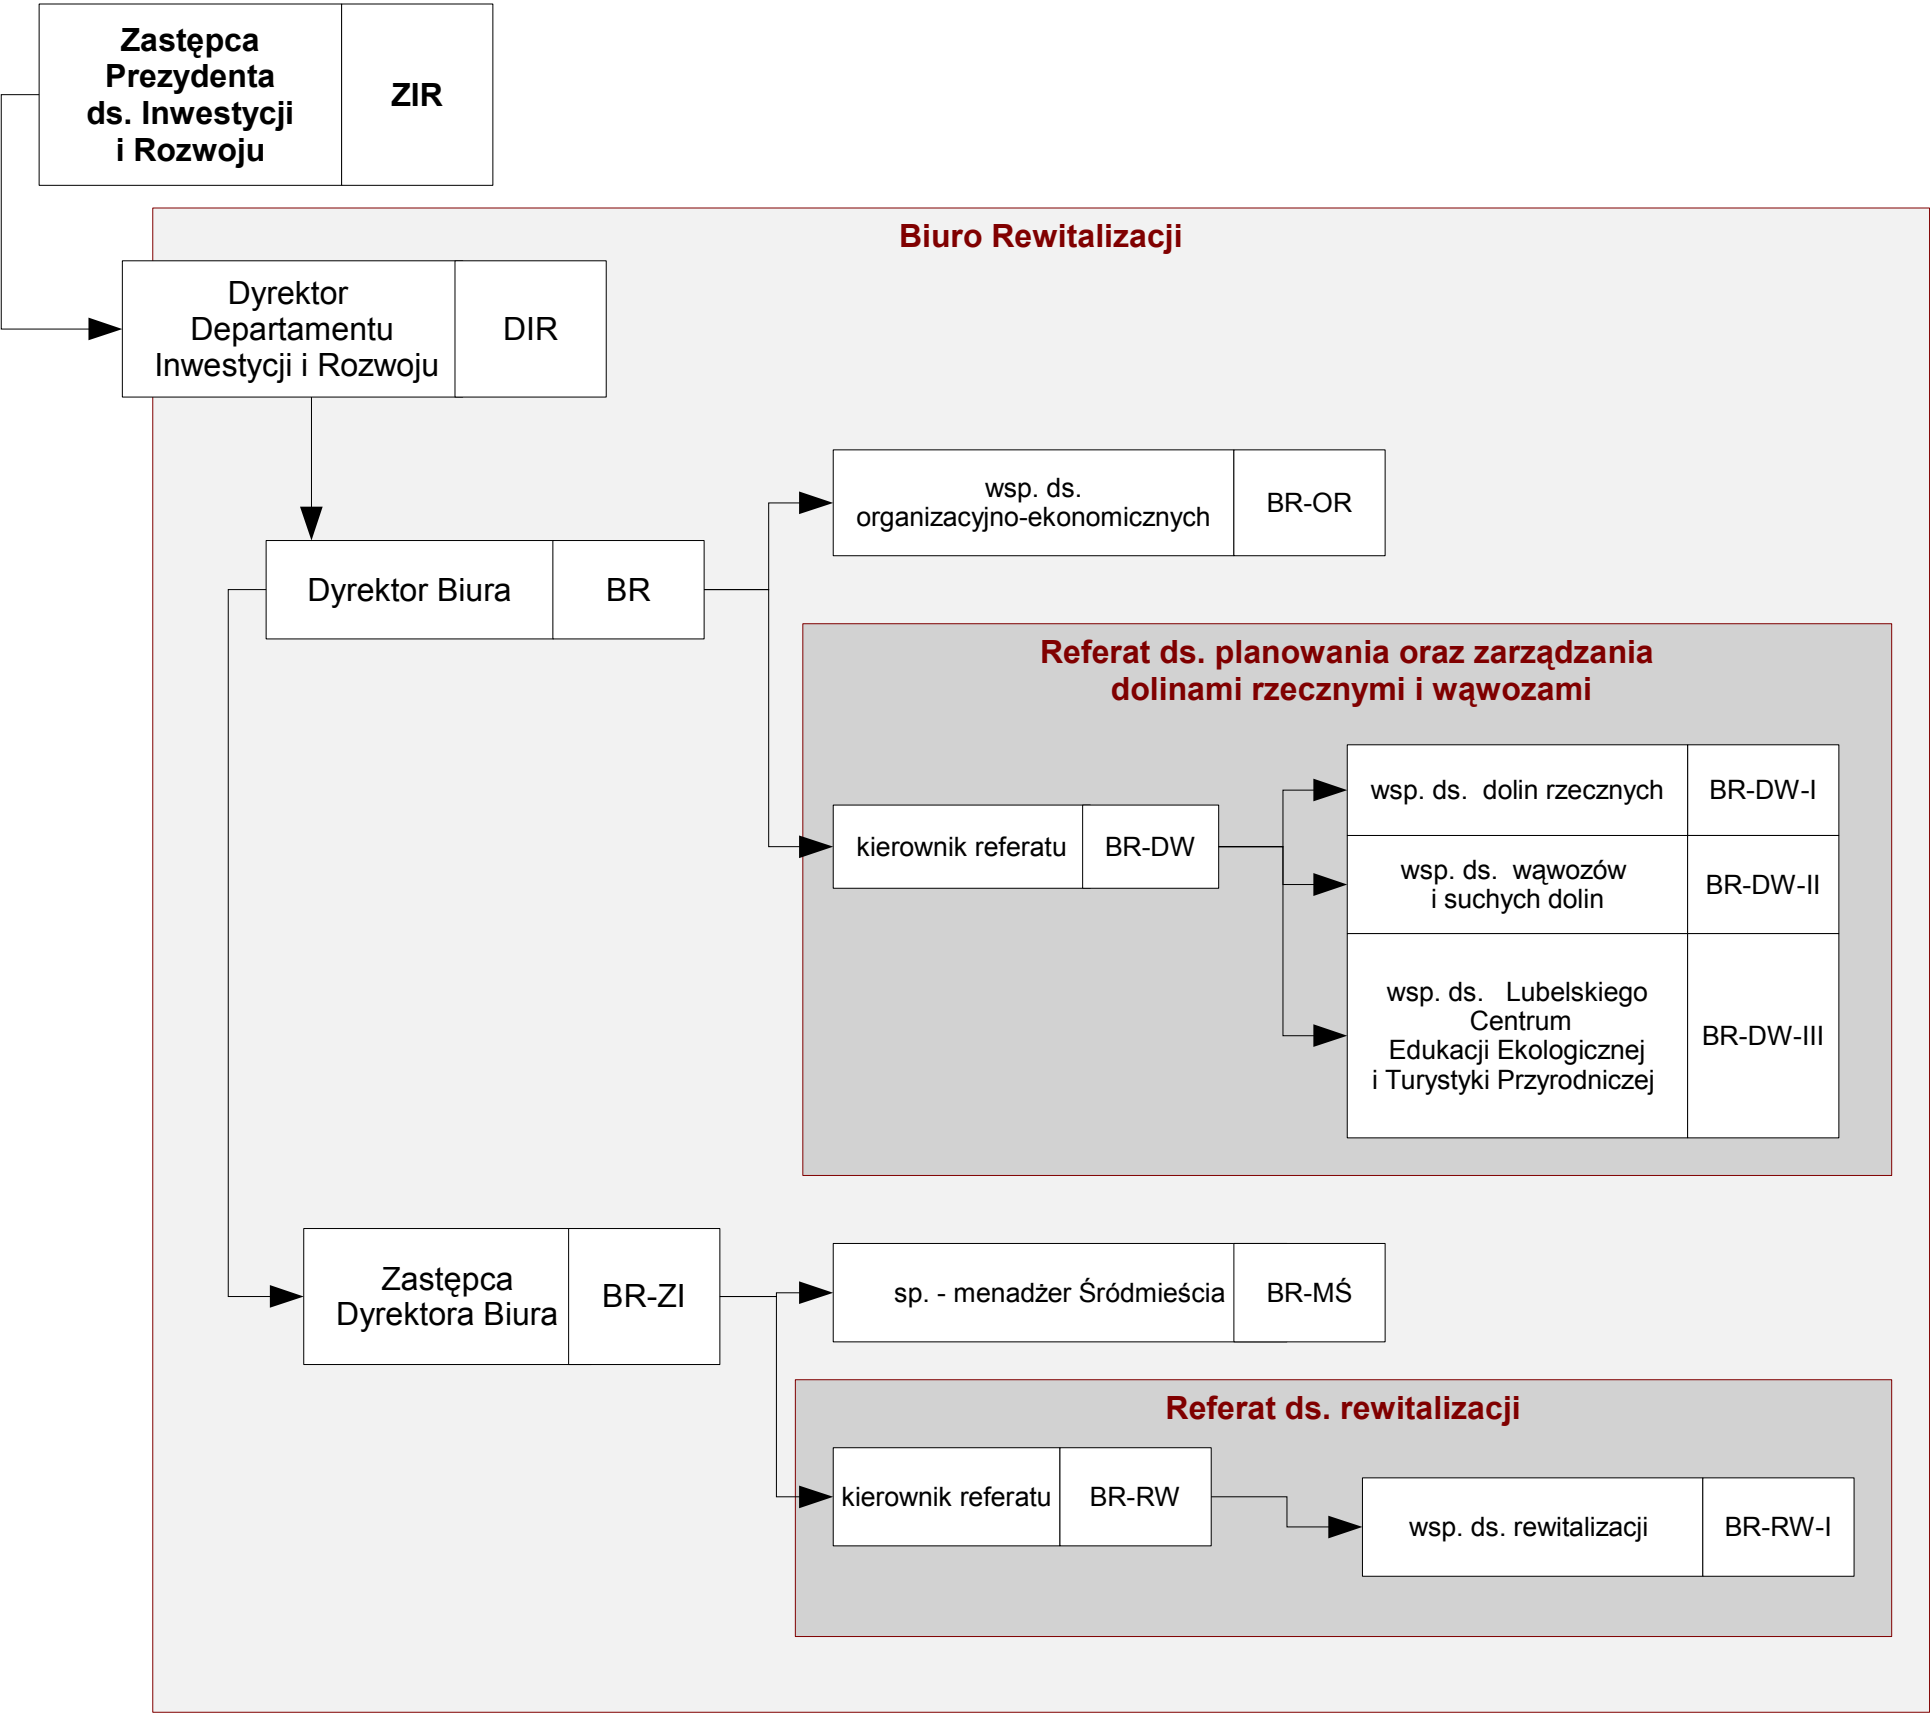 Zastępca
Prezydenta
ds. Inwestycji
i Rozwoju
ZIR
Biuro Rewitalizacji
Dyrektor
Departamentu
Inwestycji i Rozwoju
DIR
wsp. ds.
organizacyjno-ekonomicznych
BR-OR
Dyrektor Biura
BR
Referat ds. planowania oraz zarządzania
dolinami rzecznymi i wąwozami
kierownik referatu
BR-DW
wsp. ds. dolin rzecznych
BR-DW-I
wsp. ds. wąwozów
i suchych dolin
BR-DW-II
wsp. ds. Lubelskiego
Centrum
Edukacji Ekologicznej
i Turystyki Przyrodniczej
BR-DW-III
Zastępca
Dyrektora Biura
BR-ZI
sp. - menadżer Śródmieścia
BR-MŚ
Referat ds. rewitalizacji
kierownik referatu
BR-RW
wsp. ds. rewitalizacji
BR-RW-I